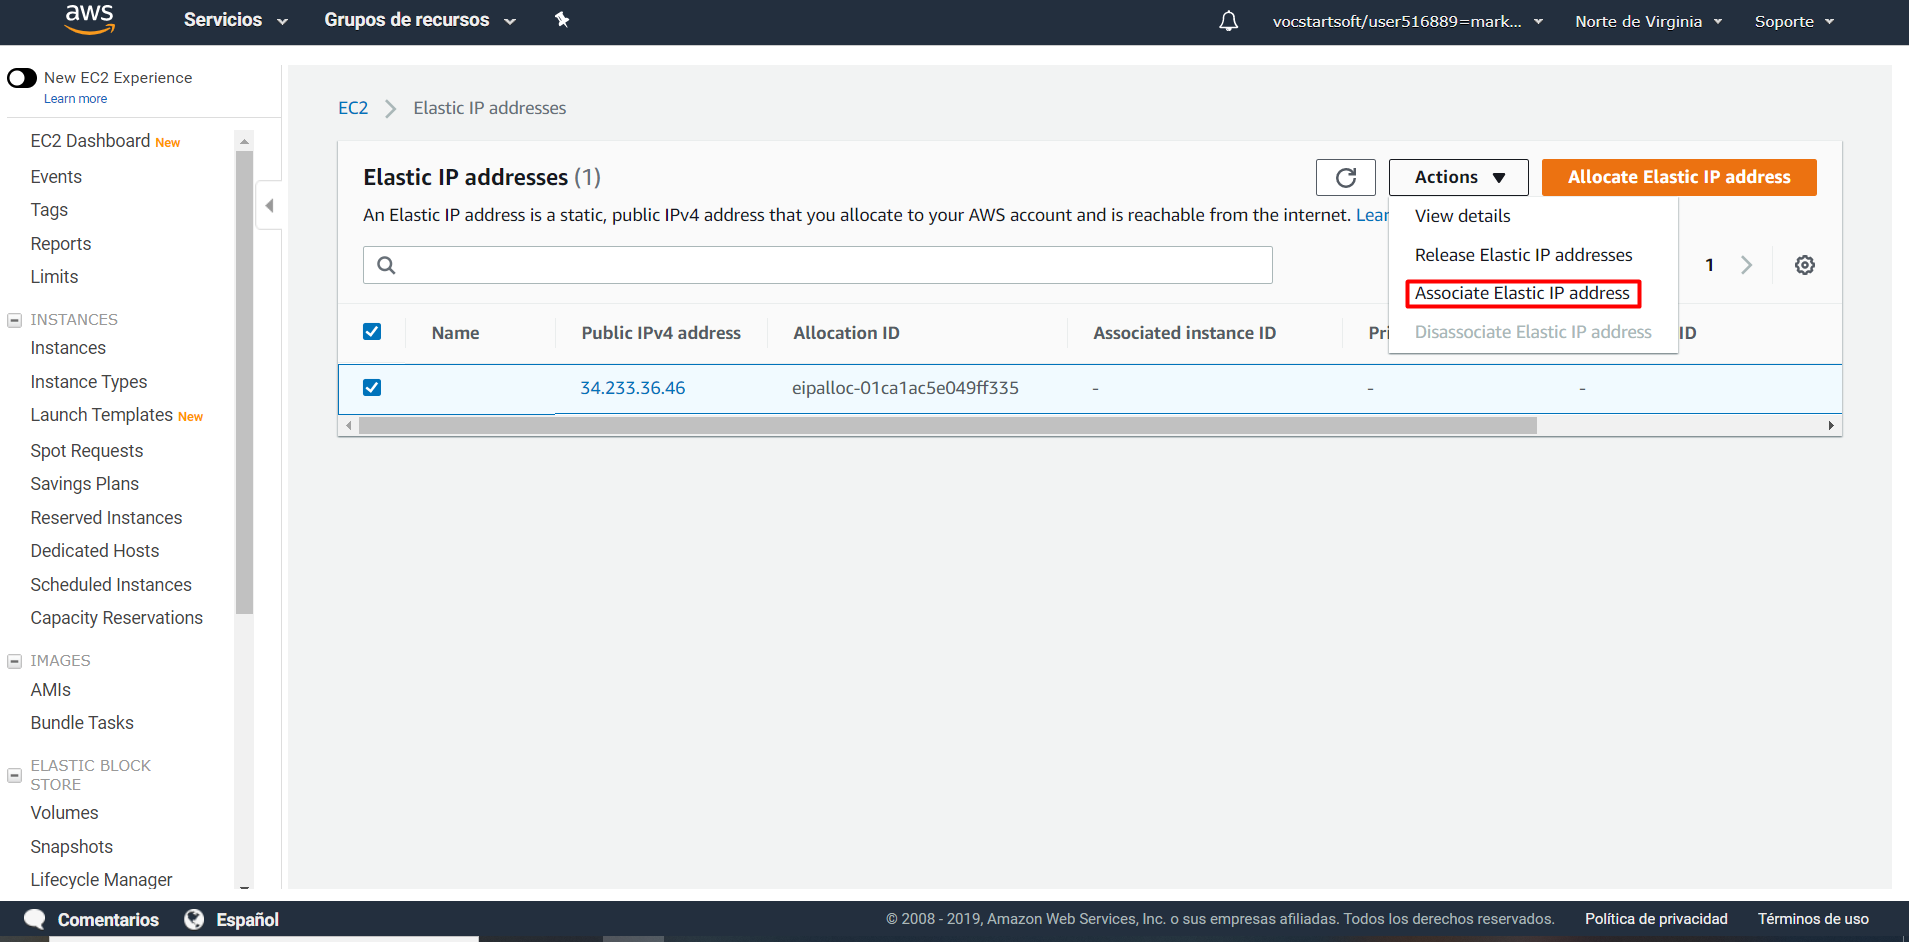 aws
Servicios
Grupos de recursos
vocstartsoft/user516889=mark...
Norte de Virginia
Soporte
New EC2 Experience
Learn more
EC2 Dashboard New
Events
Tags
Reports
Limits
INSTANCES
Instances
Instance Types
Launch Templates New
Spot Requests
Savings Plans
Reserved Instances
Dedicated Hosts
Scheduled Instances
Capacity Reservations
IMAGES
AMIs
Bundle Tasks
ELASTIC BLOCK
STORE
Volumes
Snapshots
Lifecycle Manager
EC2 > Elastic IP addresses
Elastic IP addresses (1)
Actions
Allocate Elastic IP address
An Elastic IP address is a static, public IPv4 address that you allocate to your AWS account and is reachable from the internet. Lear
View details
Release Elastic IP addresses
Associate Elastic IP address
Disassociate Elastic IP address
1
Name
Public IPv4 address
Allocation ID
Associated instance ID
Pri
ID
34.233.36.46
eipalloc-01ca1ac5e049ff335
-
-
-
Comentarios
Español
© 2008 - 2019, Amazon Web Services, Inc. o sus empresas afiliadas. Todos los derechos reservados.
Política de privacidad
Términos de uso